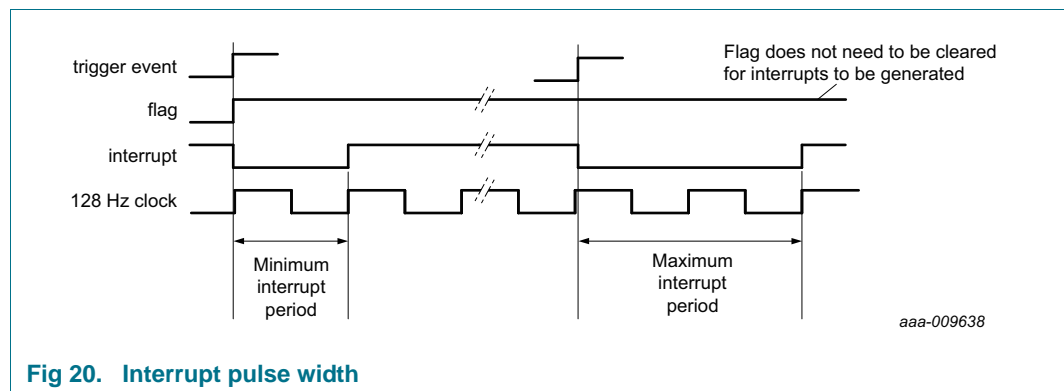 trigger event
Flag does not need to be cleared
for interrupts to be generated
flag
interrupt
128 Hz clock
Minimum
interrupt
period
Maximum
interrupt
period
aaa-009638
Fig 20. Interrupt pulse width